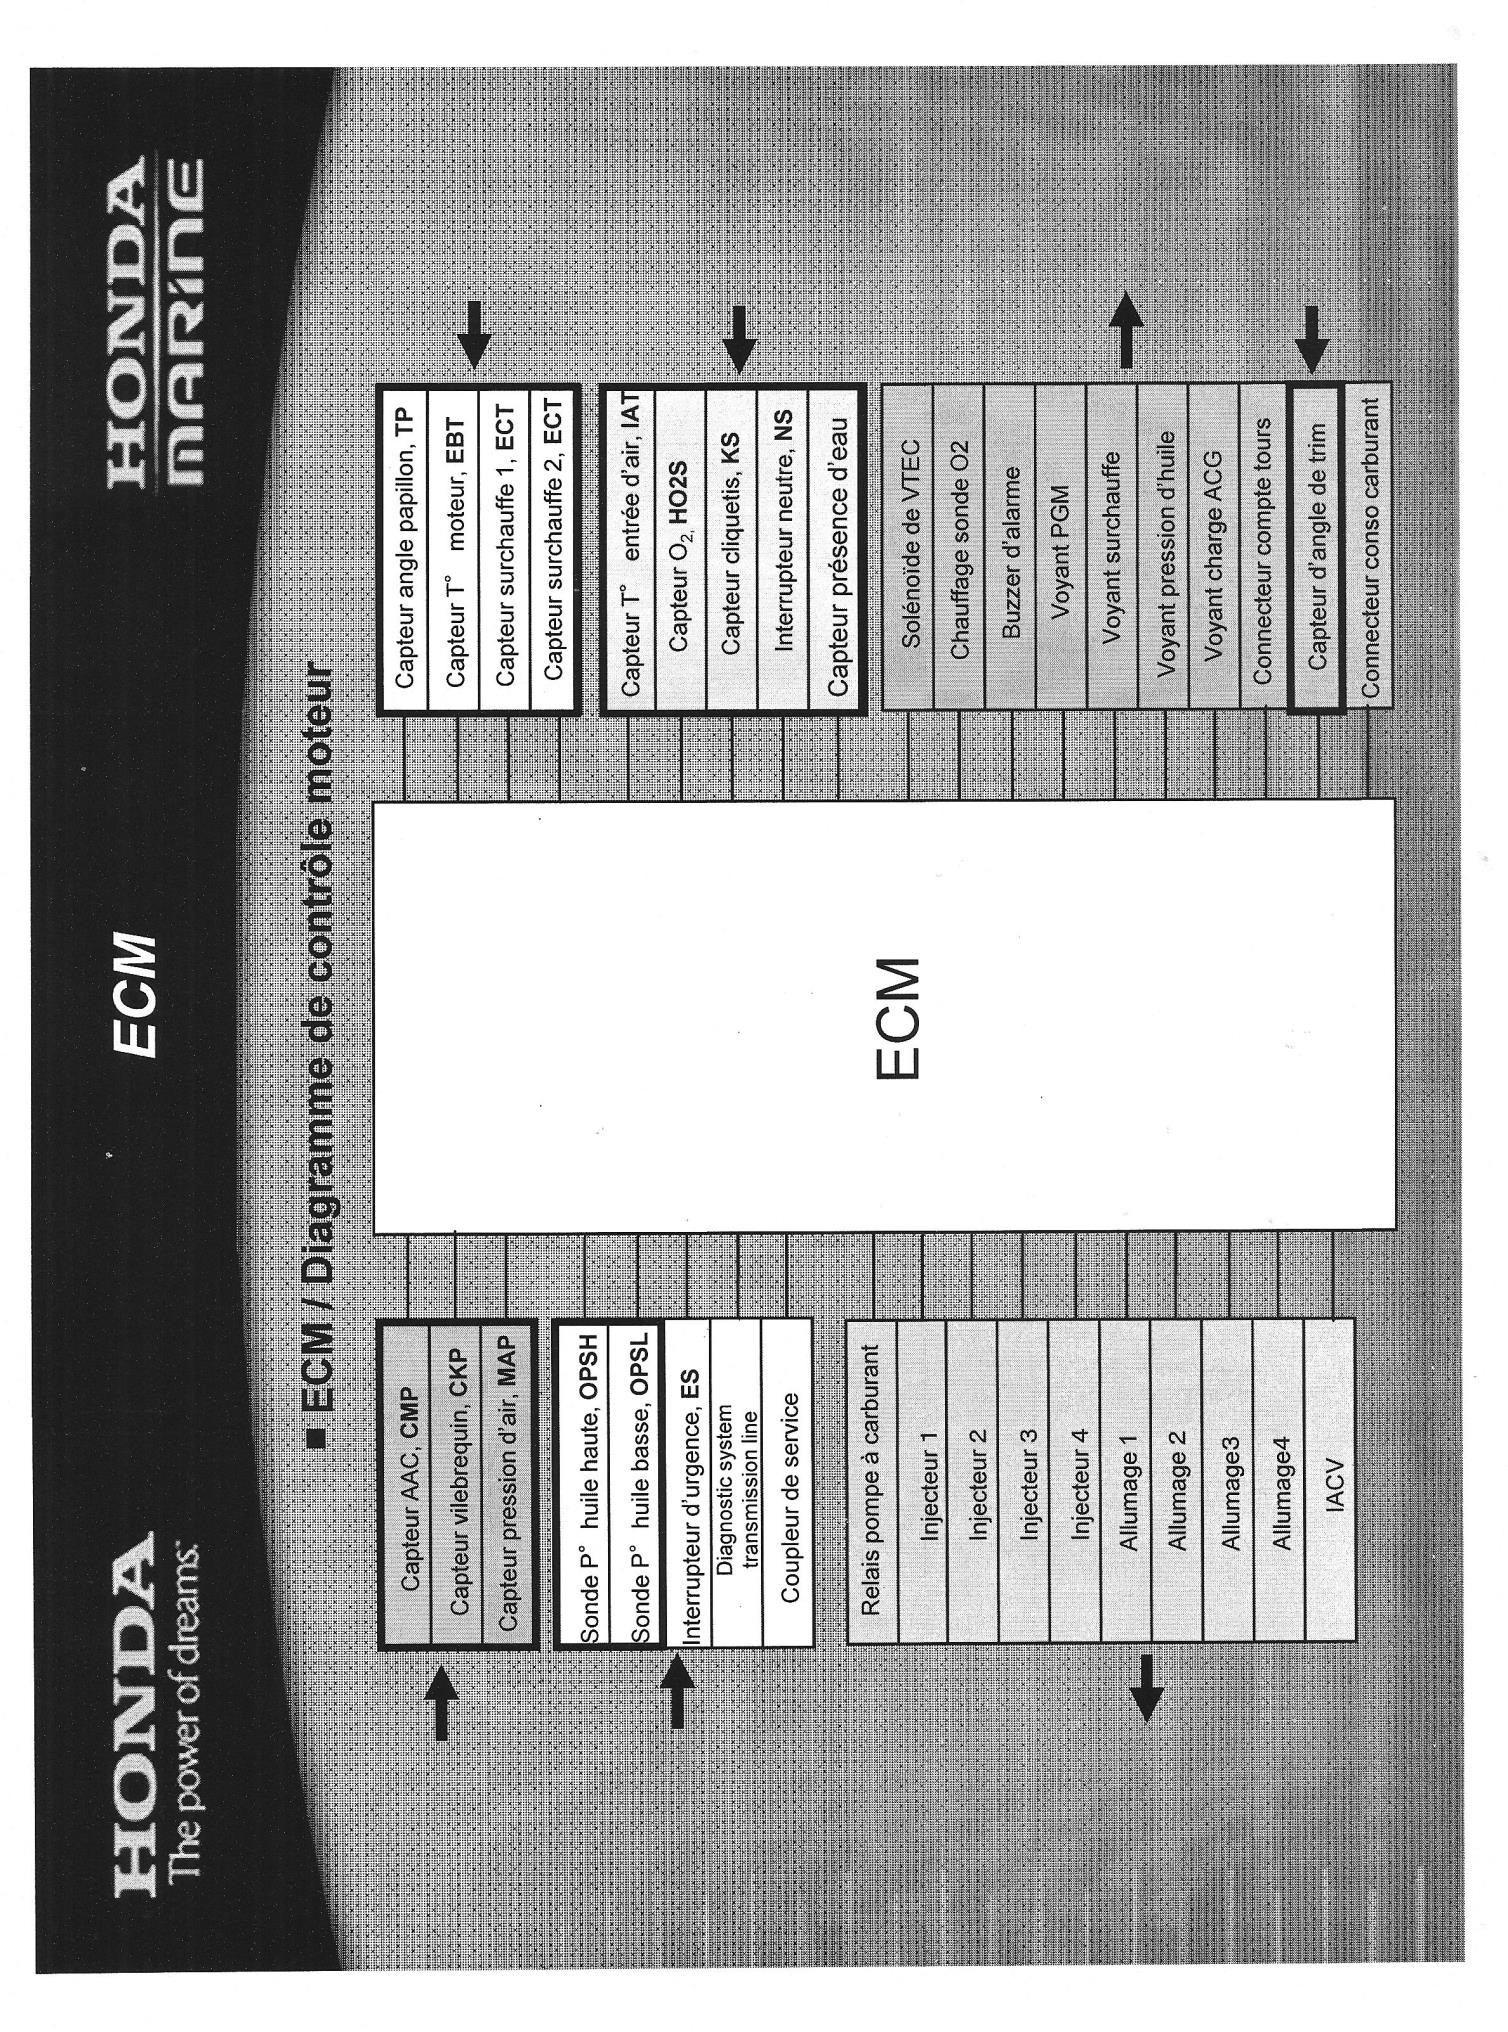 HONDA
The power of dreams
ECM
HONDA
MARINE
■ ECM / Diagramme de contrôle moteur
Capteur AAC, CMP
Capteur vilebrequin, CKP
Capteur pression d'air, MAP
Sonde P° huile haute, OPSH
Sonde P° huile basse, OPSL
Interrupteur d'urgence, ES
Diagnostic system
transmission line
Coupleur de service
Relais pompe à carburant
Injecteur 1
Injecteur 2
Injecteur 3
Injecteur 4
Allumage 1
Allumage 2
Allumage3
Allumage4
IACV
ECM
Capteur angle papillon, TP
Capteur T° moteur, EBT
Capteur surchauffe 1, ECT
Capteur surchauffe 2, ECT
Capteur T° entrée d'air, IAT
Capteur O2, HO2S
Capteur cliquetis, KS
Interrupteur neutre, NS
Capteur présence d'eau
Solénoïde de VTEC
Chauffage sonde O2
Buzzer d'alarme
Voyant PGM
Voyant surchauffe
Voyant pression d'huile
Voyant charge ACG
Connecteur compte tours
Capteur d'angle de trim
Connecteur conso carburant